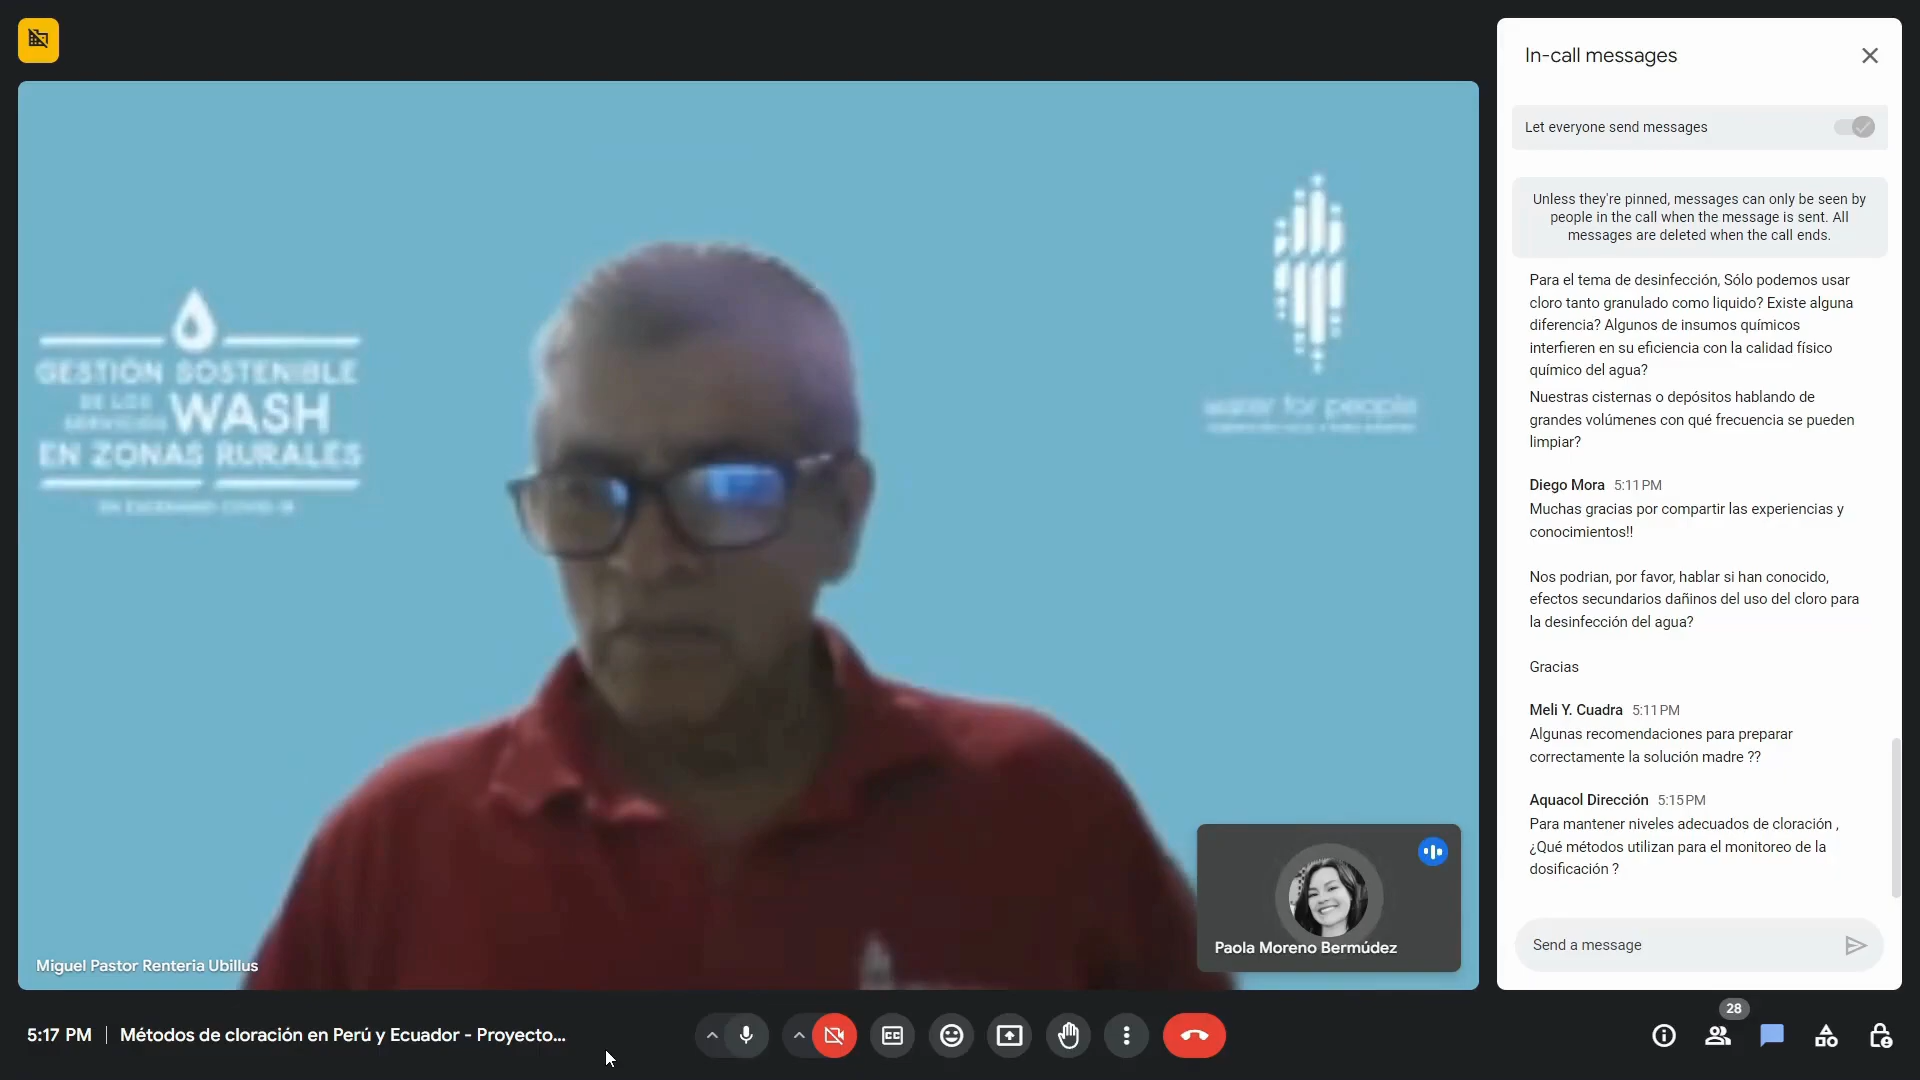 In-call messages
Let everyone send messages
Unless they're pinned, messages can only be seen by
people in the call when the message is sent. All
messages are deleted when the call ends.
Para el tema de desinfección, Sólo podemos usar
cloro tanto granulado como liquido? Existe alguna
diferencia? Algunos de insumos químicos
interfieren en su eficiencia con la calidad físico
químico del agua?
Nuestras cisternas o depósitos hablando de
grandes volúmenes con qué frecuencia se pueden
limpiar?
Diego Mora 5:11 PM
Muchas gracias por compartir las experiencias y
conocimientos!!
Nos podrian, por favor, hablar si han conocido,
efectos secundarios dañinos del uso del cloro para
la desinfección del agua?
Gracias
Meli Y. Cuadra 5:11 PM
Algunas recomendaciones para preparar
correctamente la solución madre ??
Aquacol Dirección 5:15 PM
Para mantener niveles adecuados de cloración ,
¿Qué métodos utilizan para el monitoreo de la
dosificación ?
Send a message
GESTIÓN SOSTENIBLE
DE LOS
SERVICIOS WASH
EN ZONAS RURALES
EN ESCENARIO COVID-19
water for people
Miguel Pastor Renteria Ubillus
Paola Moreno Bermúdez
5:17 PM | Métodos de cloración en Perú y Ecuador - Proyecto...
28